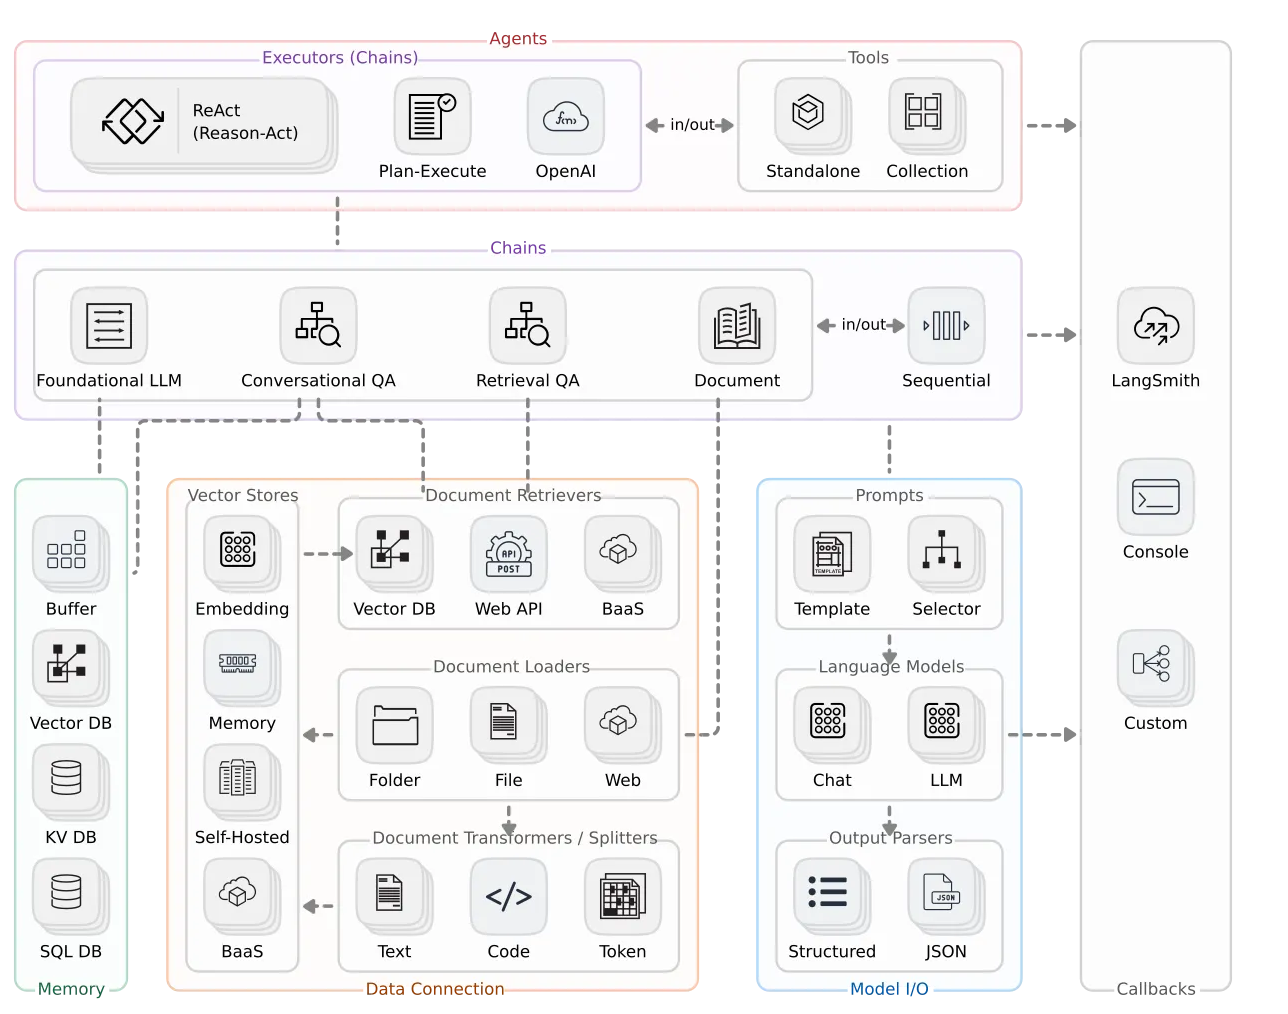 Agents
Executors (Chains)
Tools
ReAct
(Reason-Act)
Plan-Execute
f(n)
OpenAI
in/out
Standalone
Collection
Chains
Foundational LLM
Conversational QA
Retrieval QA
Document
in/out
Sequential
LangSmith
Console
Custom
Callbacks
Buffer
Vector DB
KV DB
SQL DB
Memory
Vector Stores
Embedding
Memory
Self-Hosted
BaaS
Document Retrievers
Vector DB
API
POST
Web API
BaaS
Document Loaders
Folder
File
Web
Document Transformers / Splitters
Text
</>
Code
Token
Data Connection
Prompts
TEMPLATE
Template
Selector
Language Models
Chat
LLM
Output Parsers
Structured
JSON
JSON
Model I/O